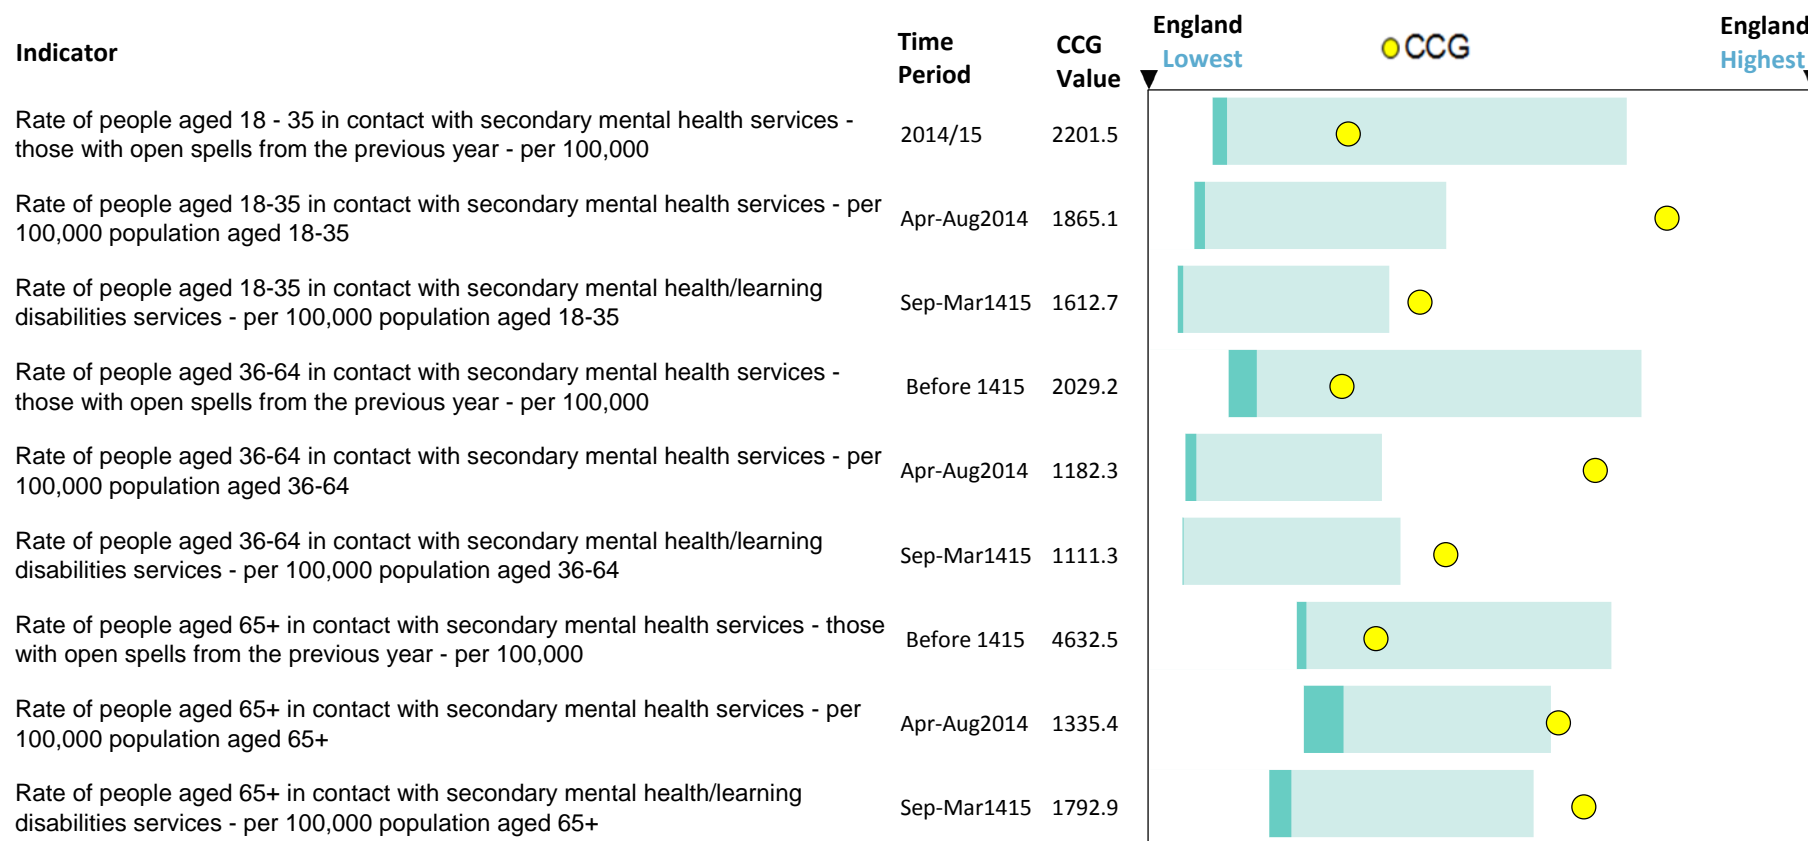 Indicator
Time Period
CCG Value
England Lowest
CCG
England Highest
Rate of people aged 18 - 35 in contact with secondary mental health services -
those with open spells from the previous year - per 100,000
2014/15 2201.5
Rate of people aged 18-35 in contact with secondary mental health services - per
100,000 population aged 18-35
Apr-Aug2014 1865.1
Rate of people aged 18-35 in contact with secondary mental health/learning
disabilities services - per 100,000 population aged 18-35
Sep-Mar1415 1612.7
Rate of people aged 36-64 in contact with secondary mental health services -
those with open spells from the previous year - per 100,000
Before 1415 2029.2
Rate of people aged 36-64 in contact with secondary mental health services - per
100,000 population aged 36-64
Apr-Aug2014 1182.3
Rate of people aged 36-64 in contact with secondary mental health/learning
disabilities services - per 100,000 population aged 36-64
Sep-Mar1415 1111.3
Rate of people aged 65+ in contact with secondary mental health services - those
with open spells from the previous year - per 100,000
Before 1415 4632.5
Rate of people aged 65+ in contact with secondary mental health services - per
100,000 population aged 65+
Apr-Aug2014 1335.4
Rate of people aged 65+ in contact with secondary mental health/learning
disabilities services - per 100,000 population aged 65+
Sep-Mar1415 1792.9